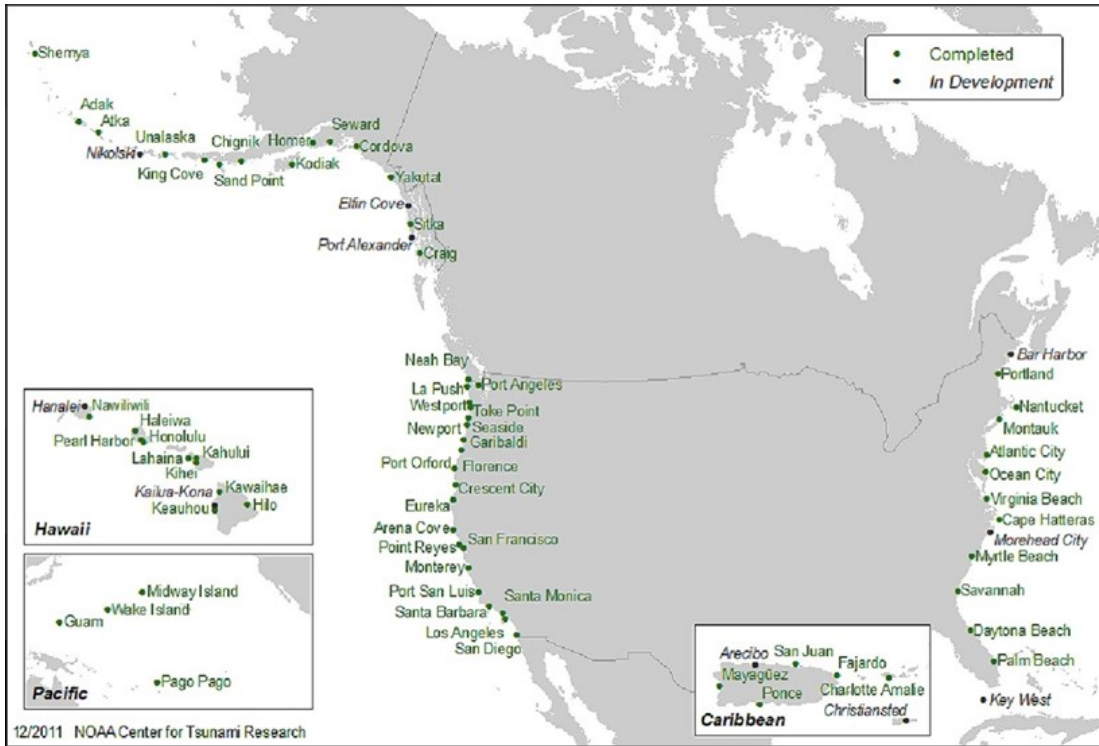 Completed
In Development
Shemya
Adak
Atka
Nikolski
Unalaska
King Cove
Sand Point
Chignik
Kodiak
Homer
Seward
Cordova
Yakutat
Elfin Cove
Sitka
Port Alexander
Craig
Neah Bay
Port Angeles
La Push
Westport
Toke Point
Seaside
Newport
Garibaldi
Port Orford
Florence
Crescent City
Eureka
Arena Cove
San Francisco
Point Reyes
Monterey
Port San Luis
Santa Monica
Santa Barbara
Los Angeles
San Diego
Bar Harbor
Portland
Nantucket
Montauk
Atlantic City
Ocean City
Virginia Beach
Cape Hatteras
Morehead City
Myrtle Beach
Savannah
Daytona Beach
Palm Beach
Key West
Hanalei
Nawiliwili
Haleiwa
Honolulu
Pearl Harbor
Lahaina
Kahului
Kihei
Kailua-Kona
Kawaihae
Keauhou
Hilo
Hawaii
Midway Island
Wake Island
Guam
Pago Pago
Pacific
Arecibo
San Juan
Fajardo
Mayagüez
Ponce
Charlotte Amalie
Christiansted
Caribbean
12/2011 NOAA Center for Tsunami Research